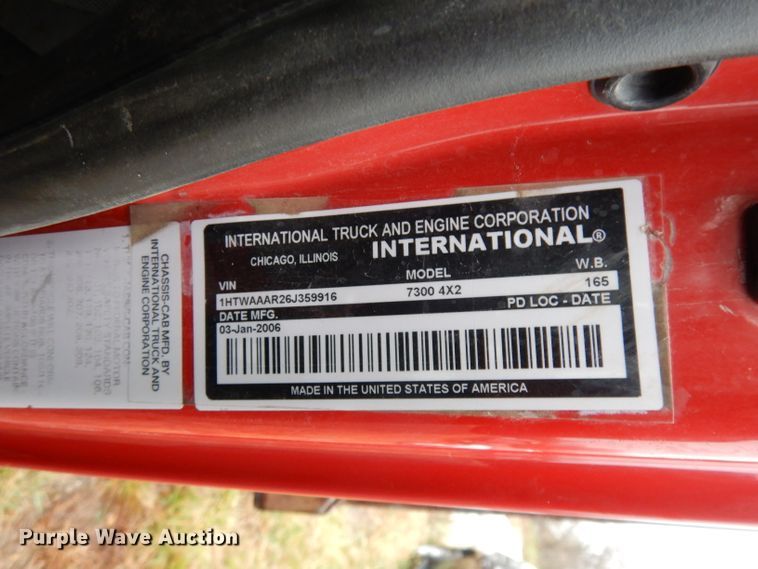 INTERNATIONAL TRUCK AND ENGINE CORPORATION
CHICAGO, ILLINOIS
INTERNATIONAL®
VIN MODEL W.B.
1HTWAAAR26J359916 7300 4X2 165
DATE MFG. PD LOC - DATE
03-Jan-2006
MADE IN THE UNITED STATES OF AMERICA
CHASSIS-CAB MFD. BY
INTERNATIONAL TRUCK AND
ENGINE CORPORATION
Purple Wave Auction